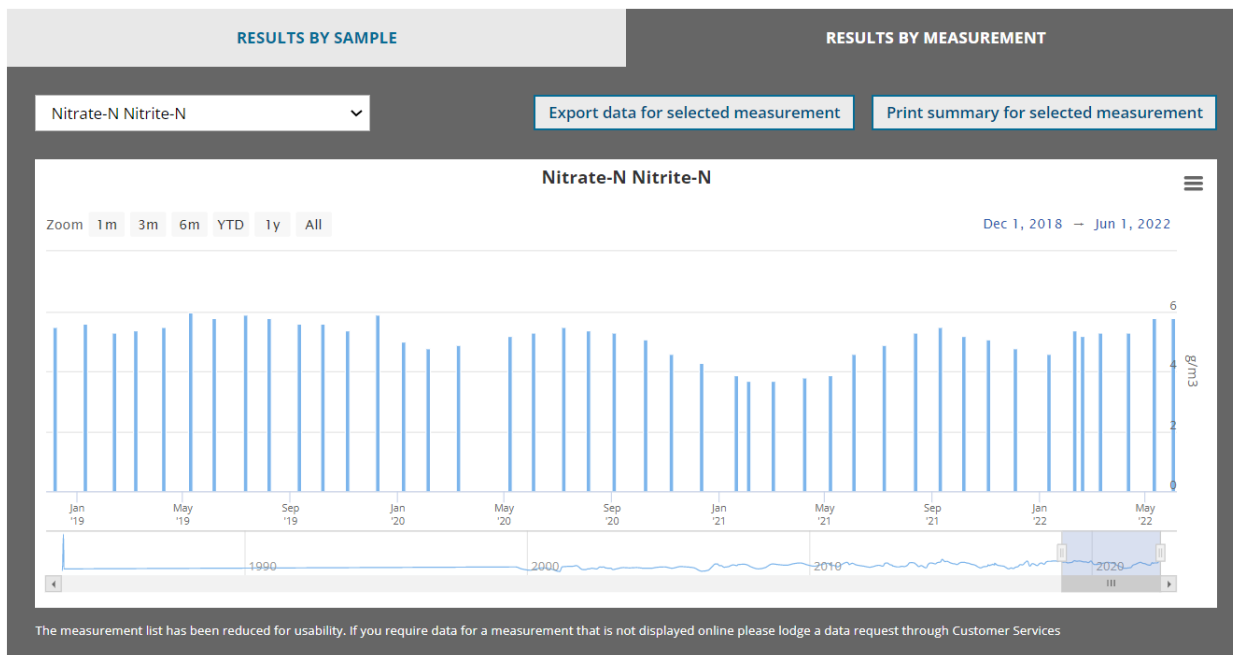 RESULTS BY SAMPLE
RESULTS BY MEASUREMENT
Nitrate-N Nitrite-N
Export data for selected measurement
Print summary for selected measurement
Nitrate-N Nitrite-N
Zoom 1m 3m 6m YTD 1y All
Dec 1, 2018 → Jun 1, 2022
6
4
2
0
g/m3
Jan '19
May '19
Sep '19
Jan '20
May '20
Sep '20
Jan '21
May '21
Sep '21
Jan '22
May '22
1990
2000
2010
2020
The measurement list has been reduced for usability. If you require data for a measurement that is not displayed online please lodge a data request through Customer Services